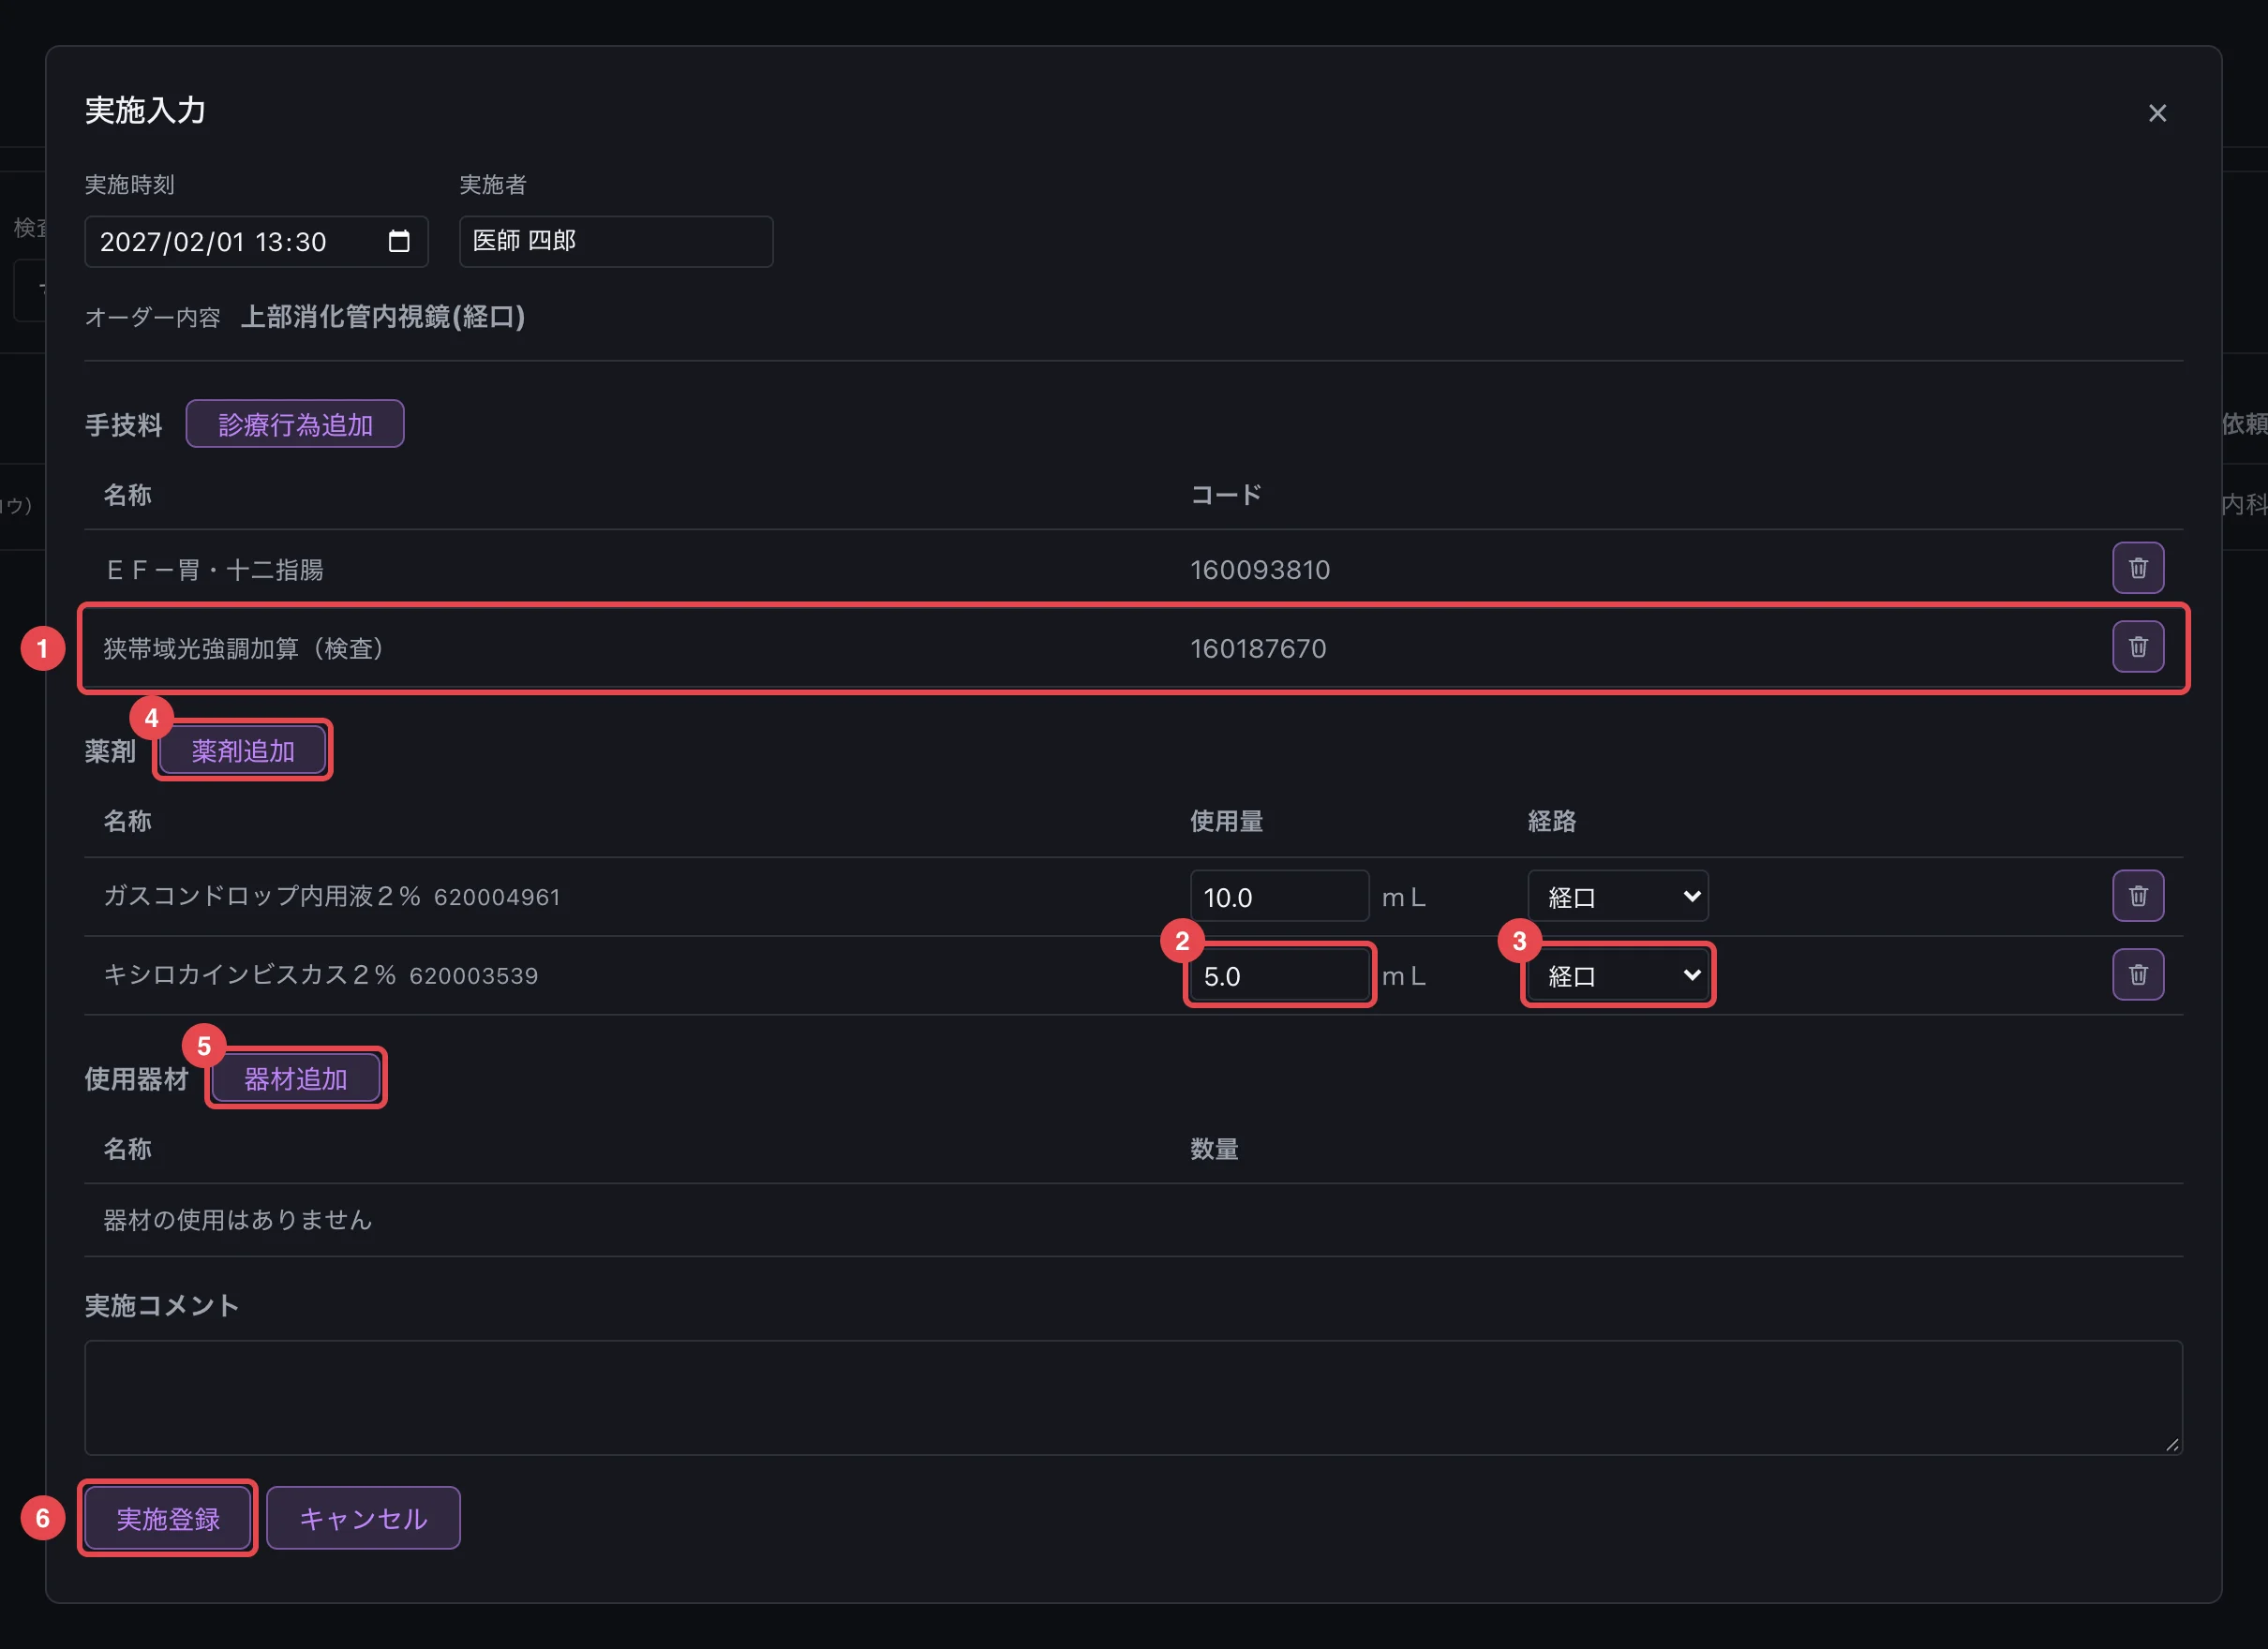 実施入力
実施時刻 実施者
検査
2027/02/01 13:30 医師 四郎
オーダー内容 上部消化管内視鏡(経口)
手技料 診療行為追加
依頼
名称 コード
コウ) 内科
EF－胃・十二指腸 160093810
1 狭帯域光強調加算（検査） 160187670
4
薬剤 薬剤追加
名称 使用量 経路
ガスコンドロップ内用液２％ 620004961 10.0 ｍＬ 経口
2 3
キシロカインビスカス２％ 620003539 5.0 ｍＬ 経口
5
使用器材 器材追加
名称 数量
器材の使用はありません
実施コメント
6 実施登録 キャンセル